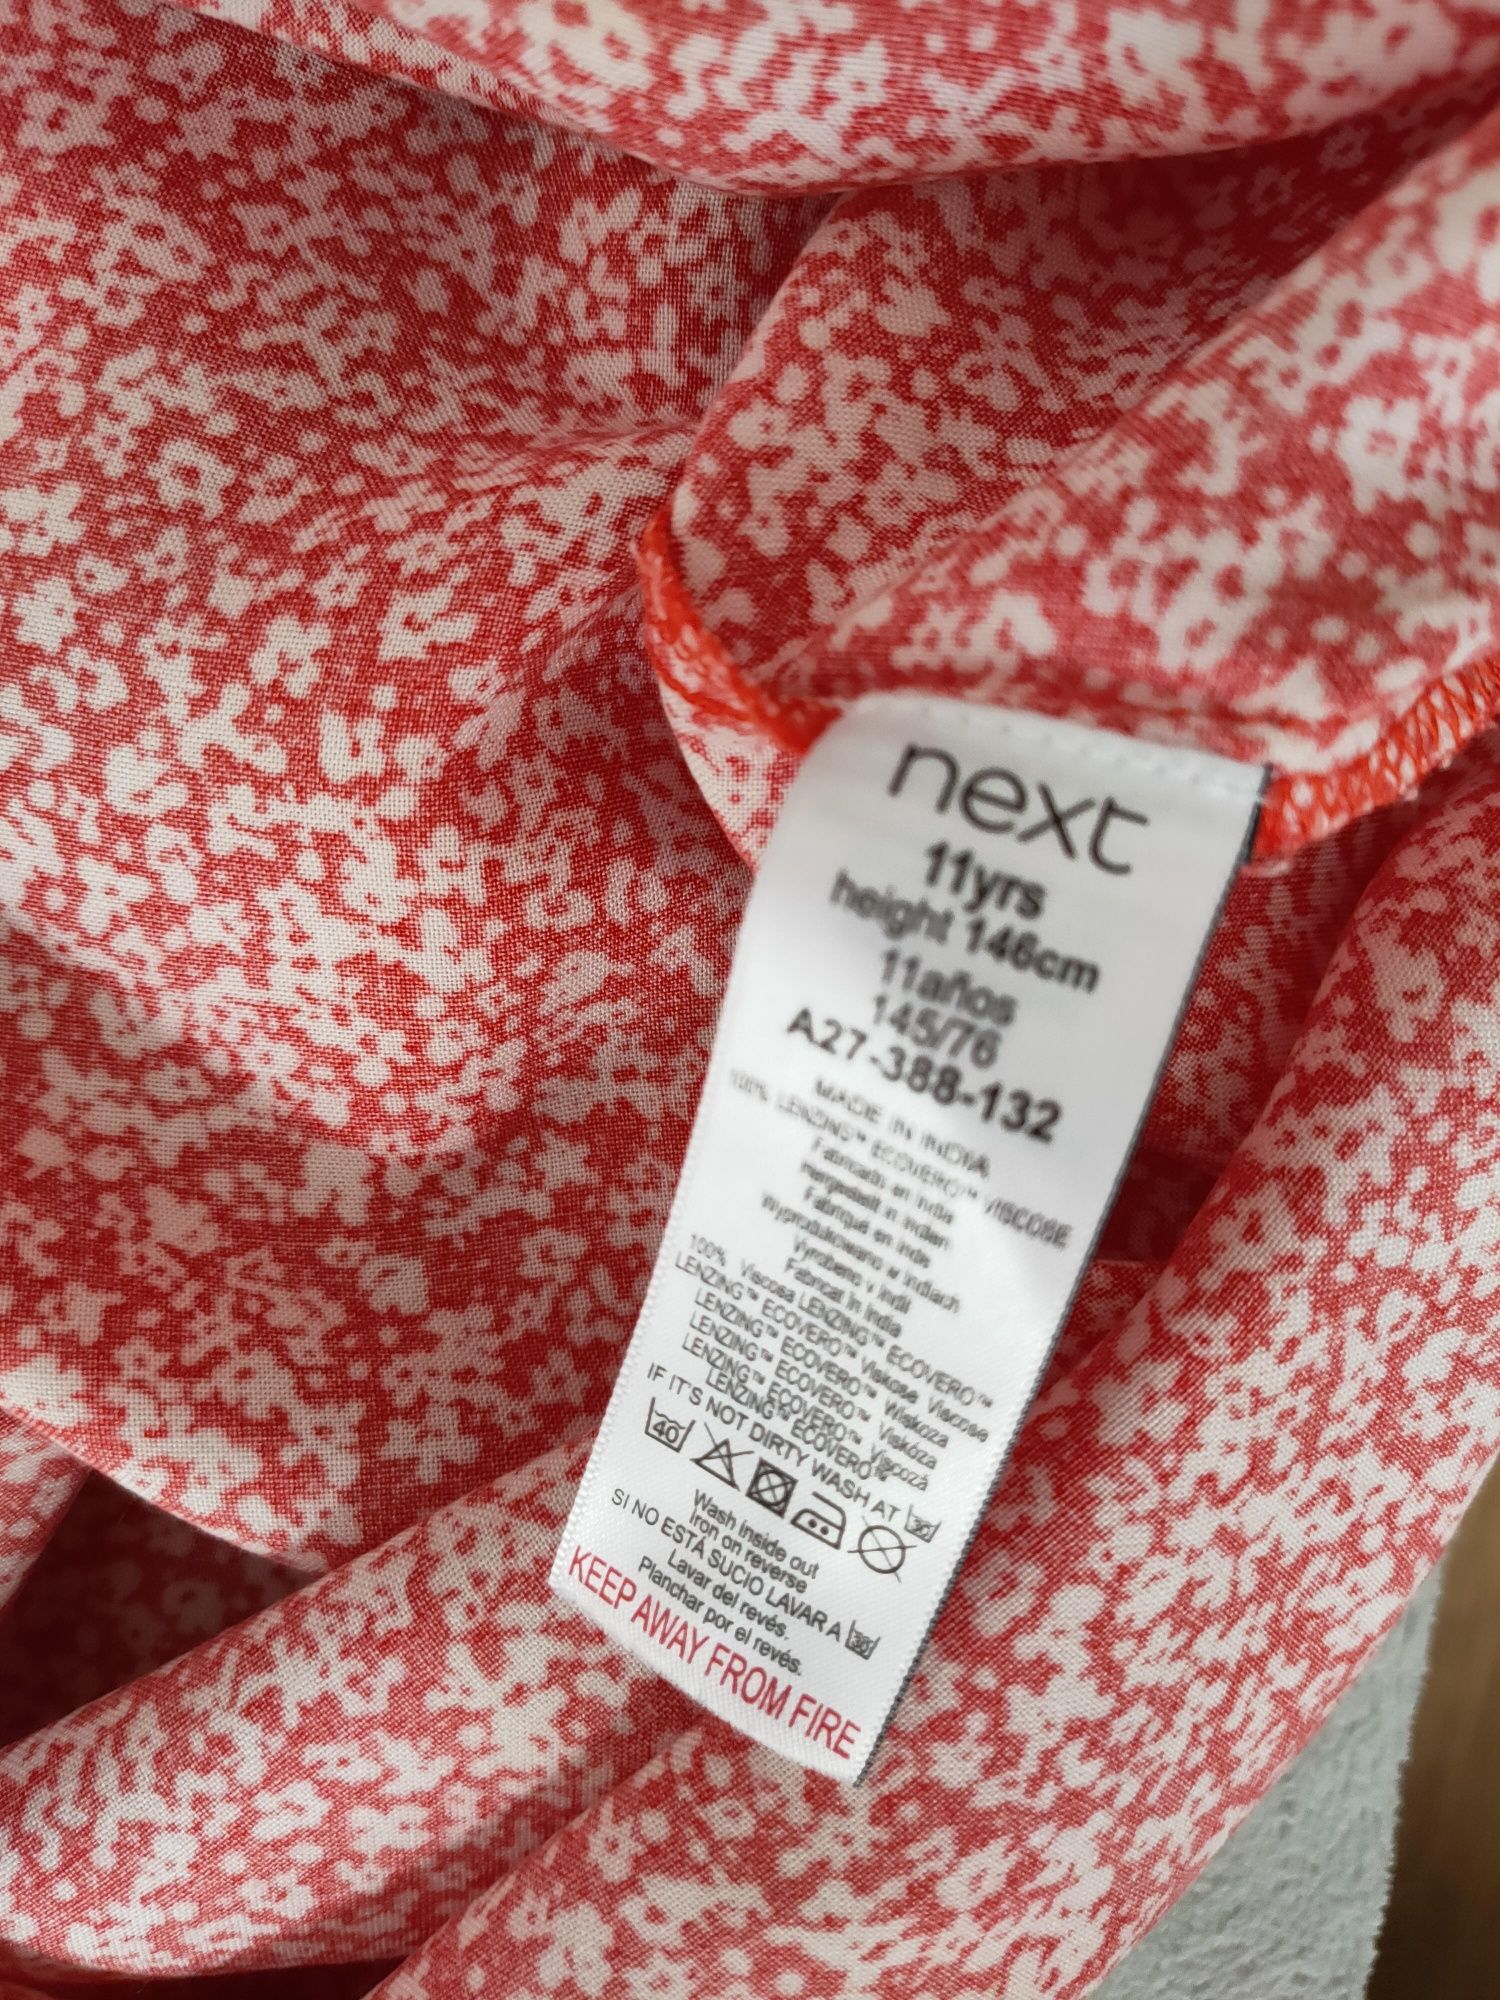 next
11yrs
height 146cm
11años
145/76
A27-388-132
MADE IN INDIA
100% LENZING™ ECOVERO™ VISCOSE
Fabricado en India
Hergestellt in Indien
Fabriqué en Inde
Wyprodukowano w Indiach
Vyrobeno v Indii
Fabricat în India
100% Viscosa LENZING™ ECOVERO™
LENZING™ ECOVERO™ Viskose Viscose
LENZING™ ECOVERO™ Wiskoza
LENZING™ ECOVERO™ Viskóza
LENZING™ ECOVERO™ Viscoză
LENZING™ ECOVERO™
IF IT'S NOT DIRTY WASH AT 30
40
Wash inside out
Iron on reverse
SI NO ESTÁ SUCIO LAVAR A 30
Lavar del revés.
Planchar por el revés.
KEEP AWAY FROM FIRE